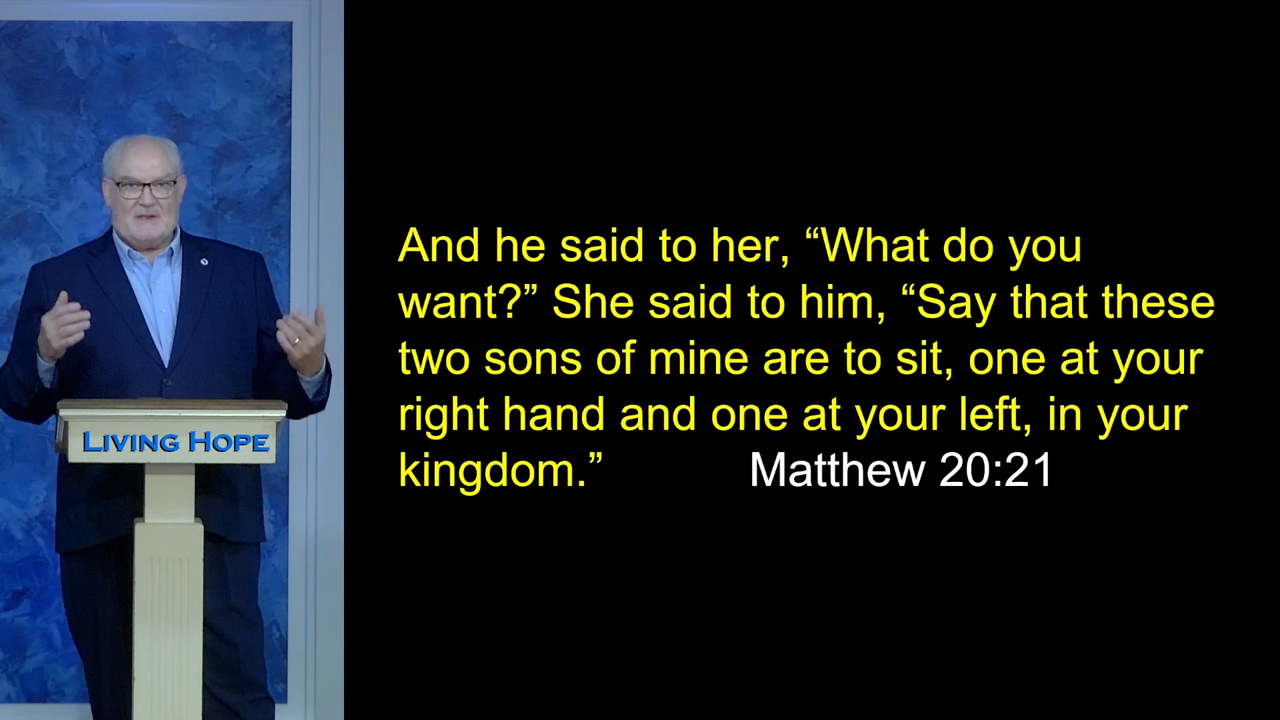 LIVING HOPE
And he said to her, “What do you
want?” She said to him, “Say that these
two sons of mine are to sit, one at your
right hand and one at your left, in your
kingdom.” Matthew 20:21